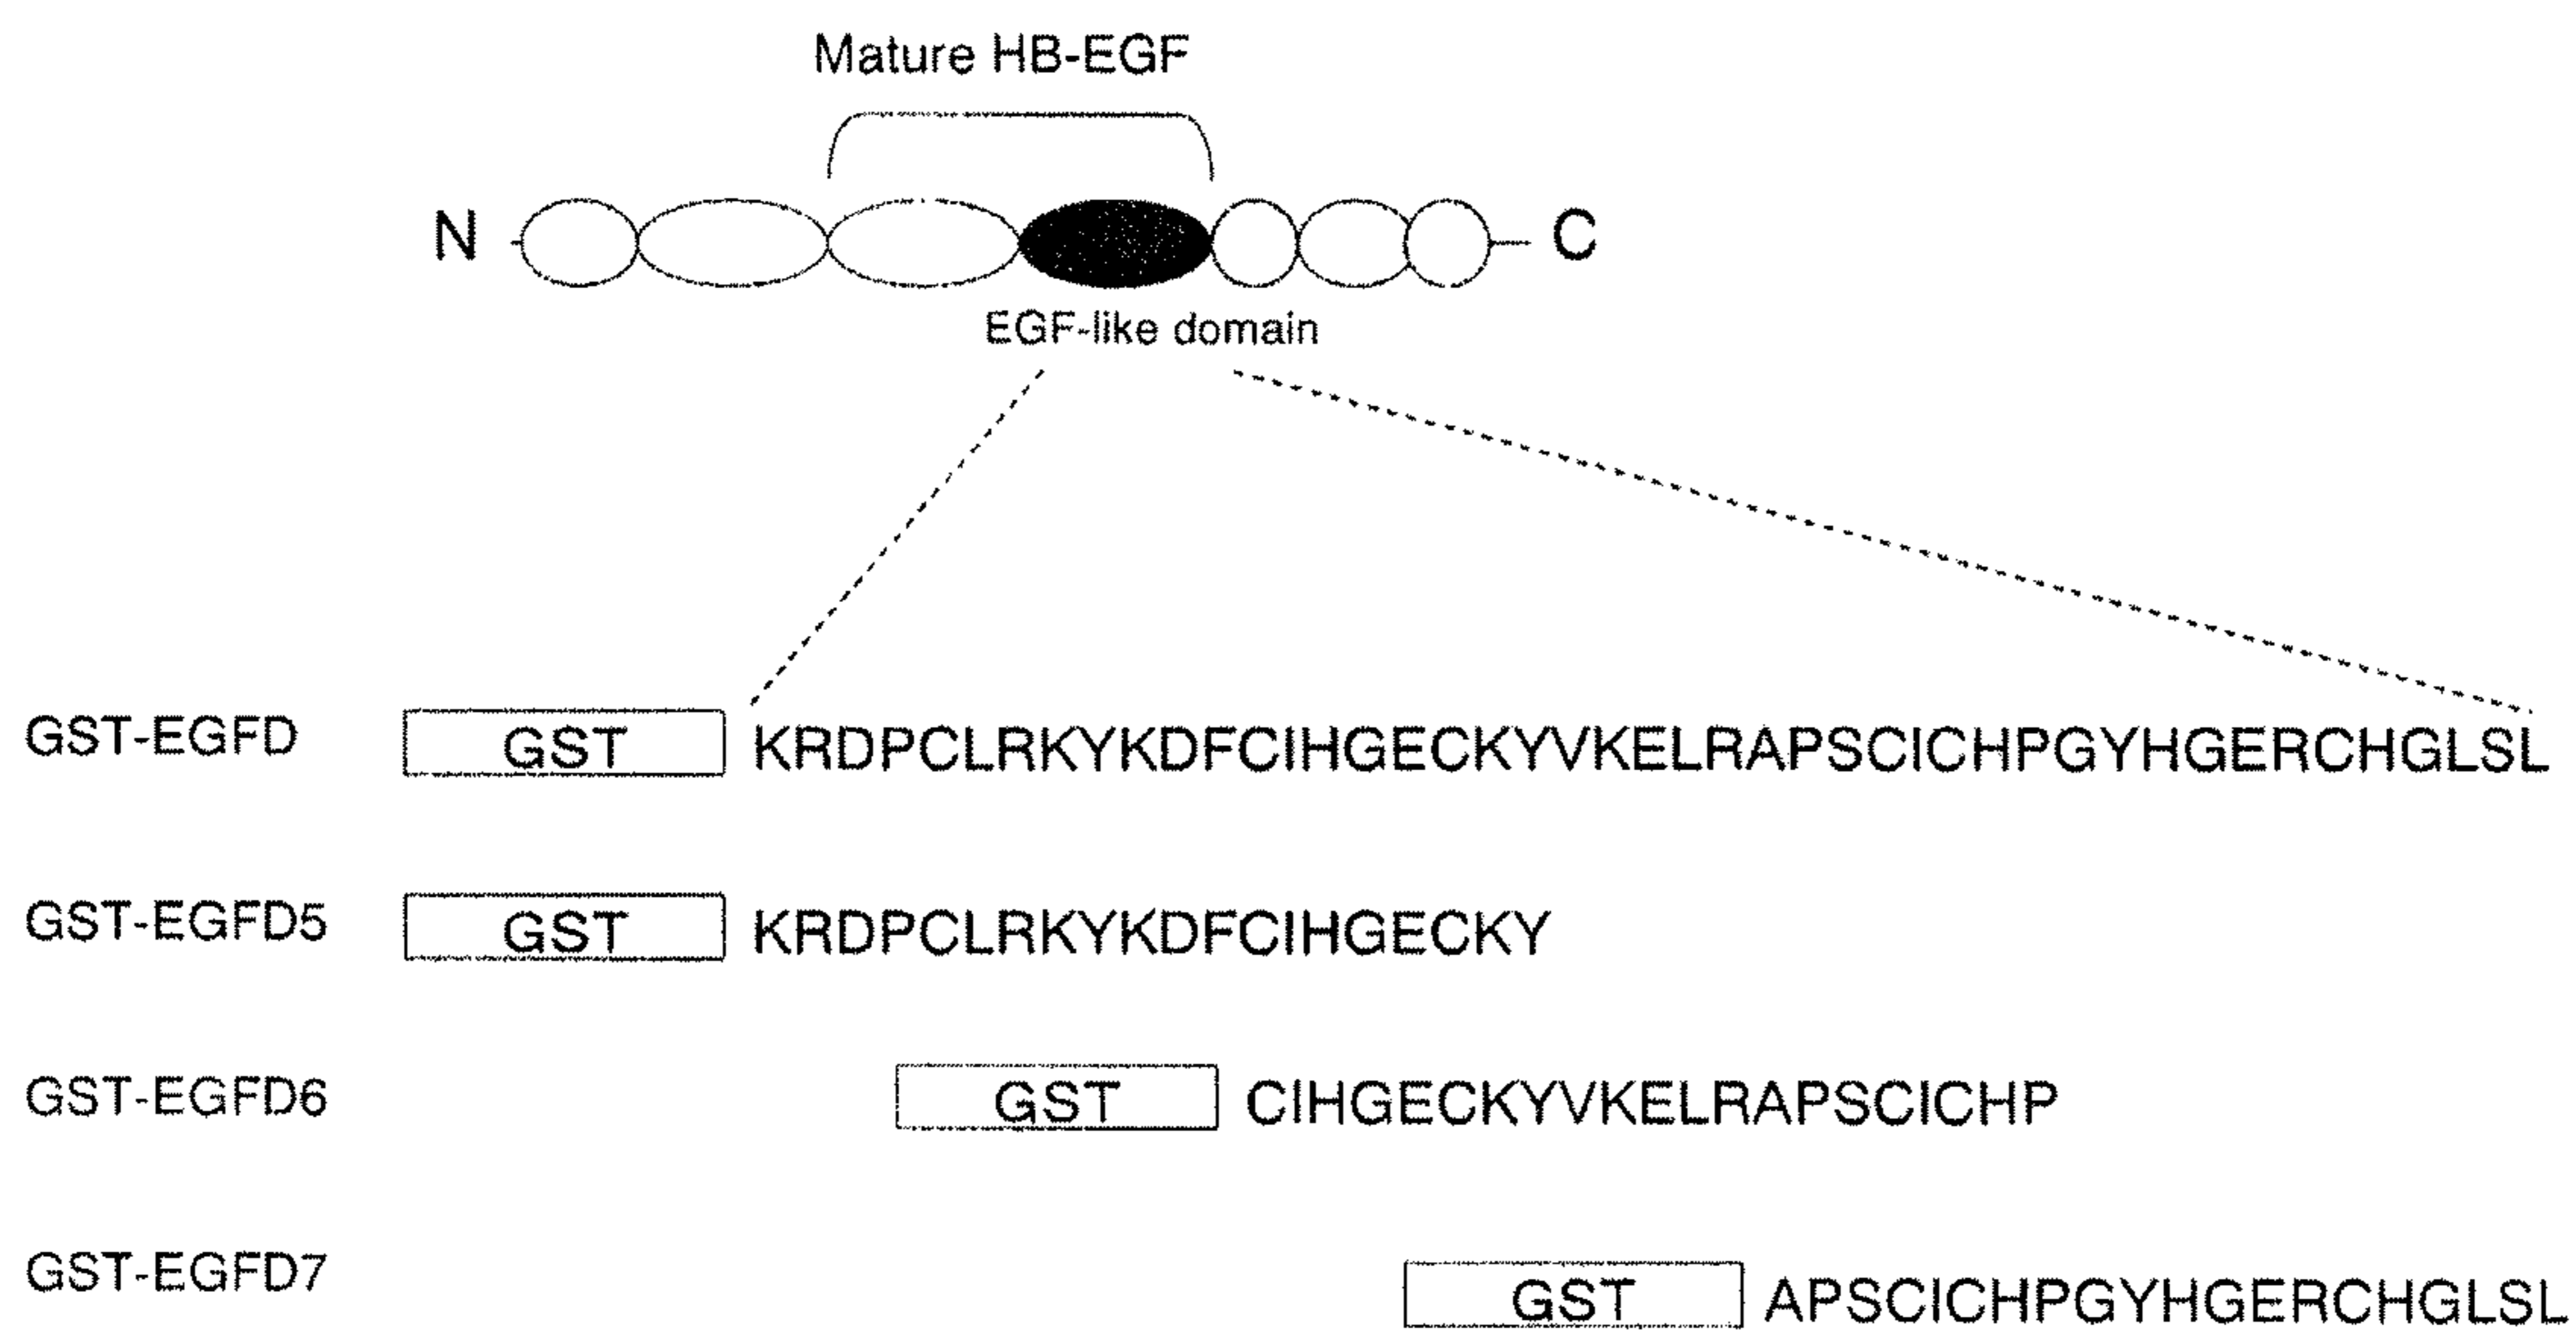 Mature HB-EGF
N C
EGF-like domain
GST-EGFD GST KRDPCLRKYKDFCIHGECKYVKELRAPSCICHPGYHGERCHGLSL
GST-EGFD5 GST KRDPCLRKYKDFCIHGECKY
GST-EGFD6 GST CIHGECKYVKELRAPSCICHP
GST-EGFD7 GST APSCICHPGYHGERCHGLSL